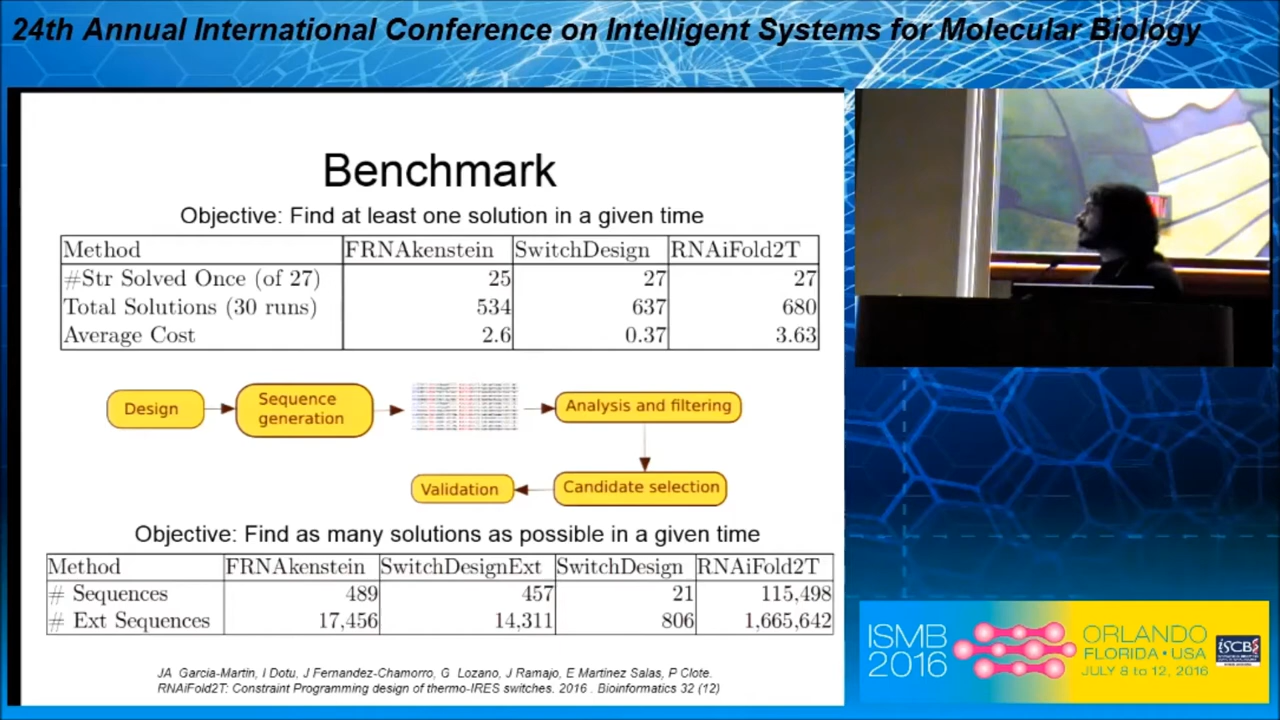 24th Annual International Conference on Intelligent Systems for Molecular Biology
Benchmark
Objective: Find at least one solution in a given time
Method FRNAkenstein SwitchDesign RNAiFold2T
#Str Solved Once (of 27) 25 27 27
Total Solutions (30 runs) 534 637 680
Average Cost 2.6 0.37 3.63
Design
Sequence
generation
Analysis and filtering
Candidate selection
Validation
Objective: Find as many solutions as possible in a given time
Method FRNAkenstein SwitchDesignExt SwitchDesign RNAiFold2T
# Sequences 489 457 21 115,498
# Ext Sequences 17,456 14,311 806 1,665,642
JA Garcia-Martin, I Dotu, J Fernandez-Chamorro, G Lozano, J Ramajo, E Martinez Salas, P Clote.
RNAiFold2T: Constraint Programming design of thermo-IRES switches. 2016 . Bioinformatics 32 (12)
ISMB
2016
ORLANDO
FLORIDA • USA
JULY 8 to 12, 2016
ISCB